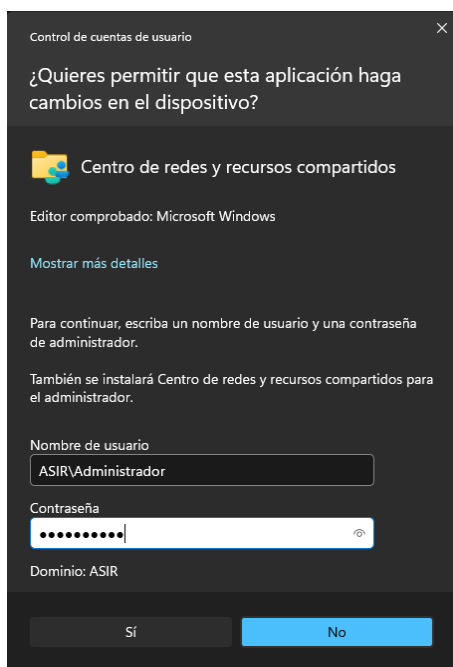 Control de cuentas de usuario
¿Quieres permitir que esta aplicación haga
cambios en el dispositivo?
Centro de redes y recursos compartidos
Editor comprobado: Microsoft Windows
Mostrar más detalles
Para continuar, escriba un nombre de usuario y una contraseña
de administrador.
También se instalará Centro de redes y recursos compartidos para
el administrador.
Nombre de usuario
ASIR\Administrador
Contraseña
••••••••••
Dominio: ASIR
Sí
No